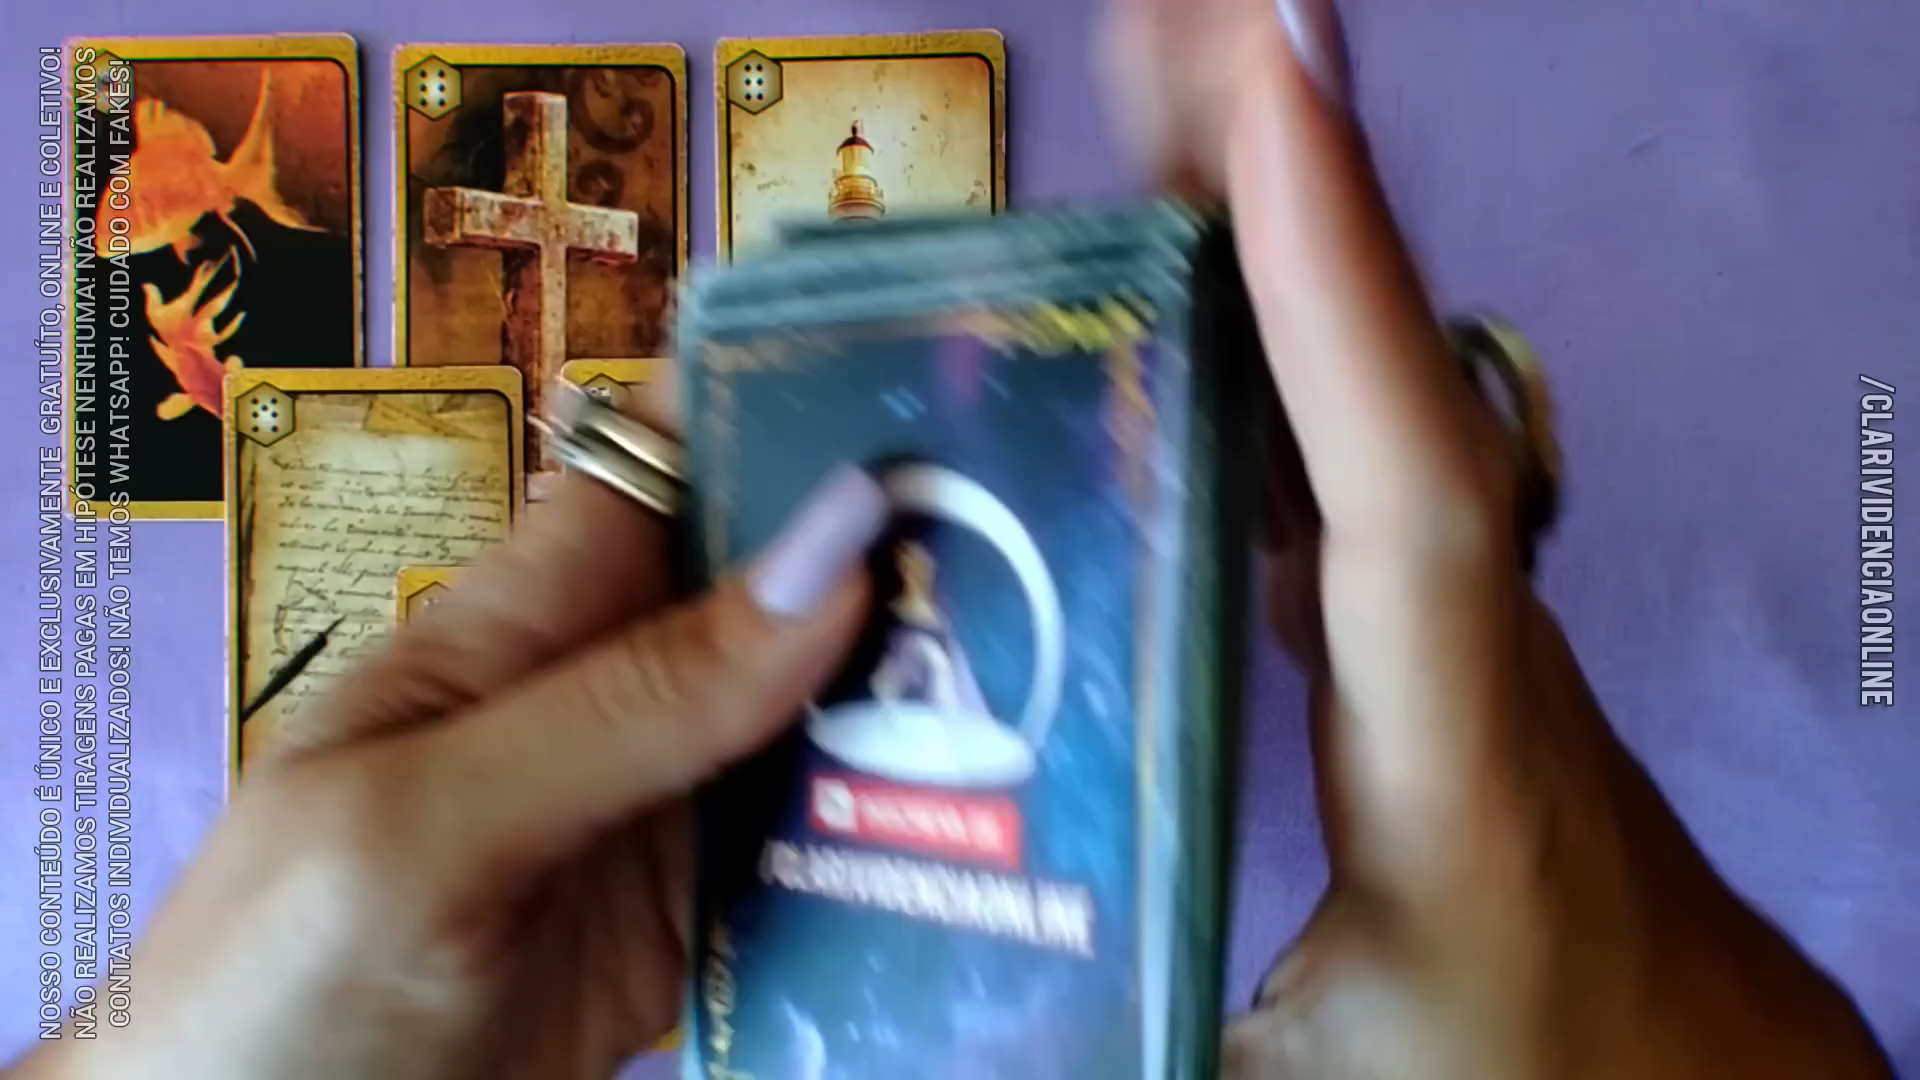 NOSSO CONTEÚDO É ÚNICO E EXCLUSIVAMENTE GRATUÍTO, ONLINE E COLETIVO!
NÃO REALIZAMOS TIRAGENS PAGAS EM HIPÓTESE NENHUMA! NÃO REALIZAMOS
CONTATOS INDIVIDUALIZADOS! NÃO TEMOS WHATSAPP! CUIDADO COM FAKES!
/CLARIVIDENCIAONLINE
/CLARIVIDENCIAONLINE